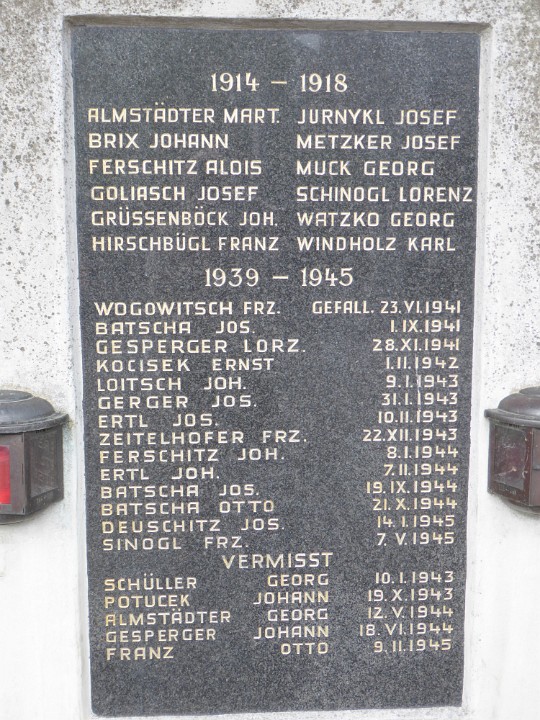 1914 – 1918
ALMSTÄDTER MART. JURNYKL JOSEF
BRIX JOHANN METZKER JOSEF
FERSCHITZ ALOIS MUCK GEORG
GOLIASCH JOSEF SCHINOGL LORENZ
GRÜSSENBÖCK JOH. WATZKO GEORG
HIRSCHBÜGL FRANZ WINDHOLZ KARL
1939 – 1945
WOGOWITSCH FRZ. GEFALL. 23.VI.1941
BATSCHA JOS. 1.IX.1941
GESPERGER LORZ. 28.XI.1941
KOCISEK ERNST 1.II.1942
LOITSCH JOH. 9.I.1943
GERGER JOS. 31.I.1943
ERTL JOS. 10.II.1943
ZEITELHOFER FRZ. 22.XII.1943
FERSCHITZ JOH. 8.I.1944
ERTL JOH. 7.II.1944
BATSCHA JOS. 19.IX.1944
BATSCHA OTTO 21.X.1944
DEUSCHITZ JOS. 14.I.1945
SINOGL FRZ. 7.V.1945
VERMISST
SCHÜLLER GEORG 10.I.1943
POTUCEK JOHANN 19.X.1943
ALMSTÄDTER GEORG 12.V.1944
GESPERGER JOHANN 18.VI.1944
FRANZ OTTO 9.II.1945